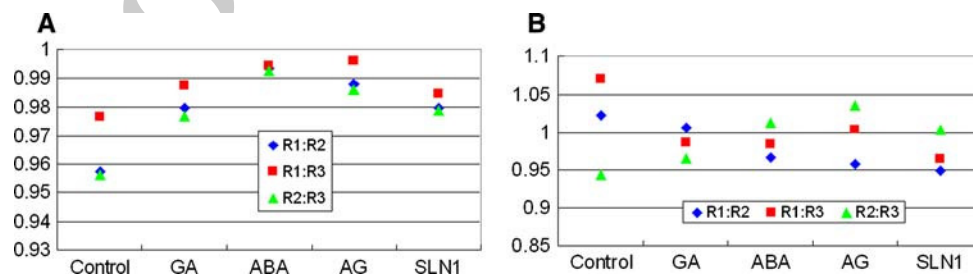 A
1
0.99
0.98
0.97
0.96
0.95
0.94
0.93
R1:R2
R1:R3
R2:R3
Control GA ABA AG SLN1
B
1.1
1.05
1
0.95
0.9
0.85
R1:R2 R1:R3 R2:R3
Control GA ABA AG SLN1